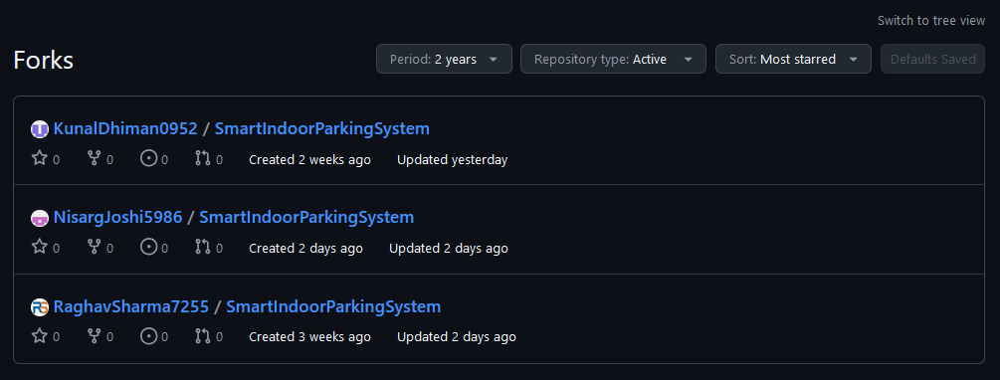 Switch to tree view
Forks
Period: 2 years
Repository type: Active
Sort: Most starred
Defaults Saved
KunalDhiman0952 / SmartIndoorParkingSystem
0 0 0 0 Created 2 weeks ago Updated yesterday
NisargJoshi5986 / SmartIndoorParkingSystem
0 0 0 0 Created 2 days ago Updated 2 days ago
RS RaghavSharma7255 / SmartIndoorParkingSystem
0 0 0 0 Created 3 weeks ago Updated 2 days ago